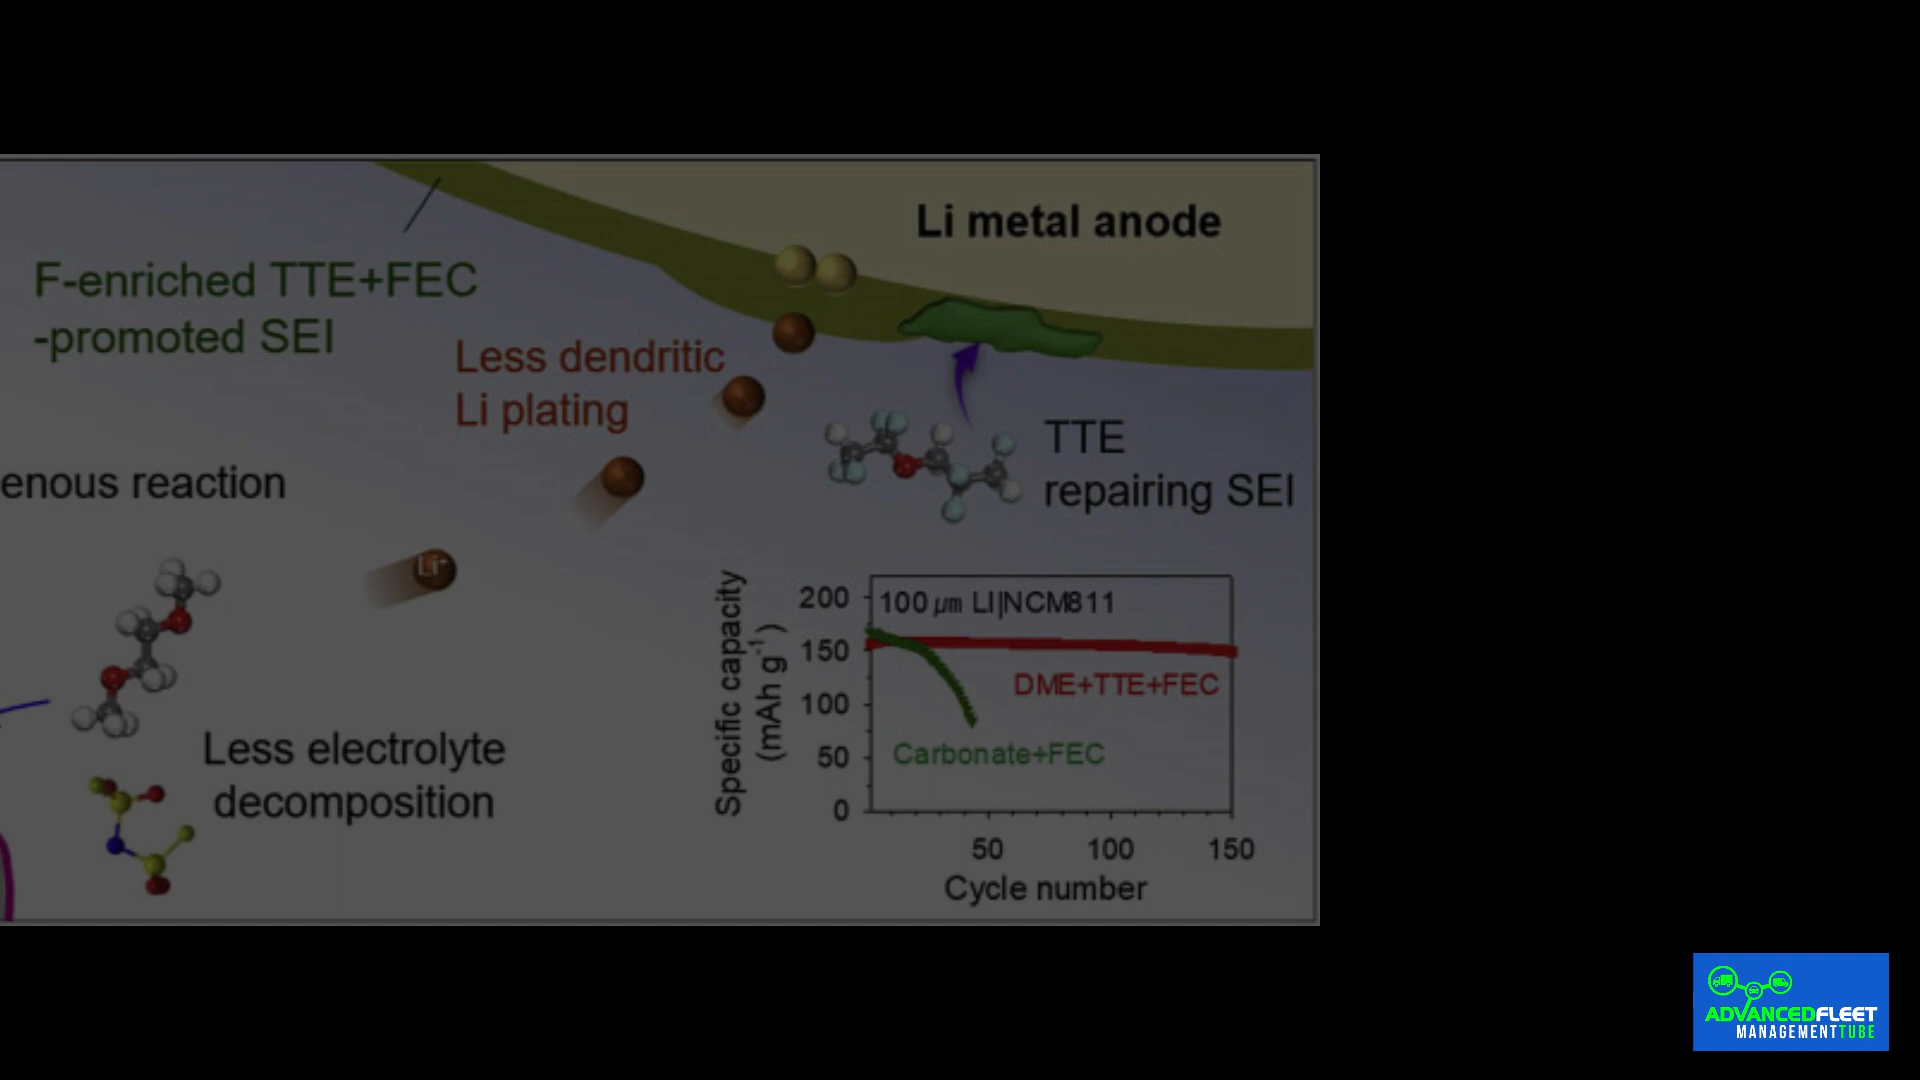 Li metal anode
F-enriched TTE+FEC
-promoted SEI
Less dendritic
Li plating
TTE
repairing SEI
enous reaction
Li+
Less electrolyte
decomposition
Specific capacity
(mAh g-1)
200
150
100
50
0
100 µm LI|NCM811
DME+TTE+FEC
Carbonate+FEC
50 100 150
Cycle number
ADVANCEDFLEET
MANAGEMENTTUBE